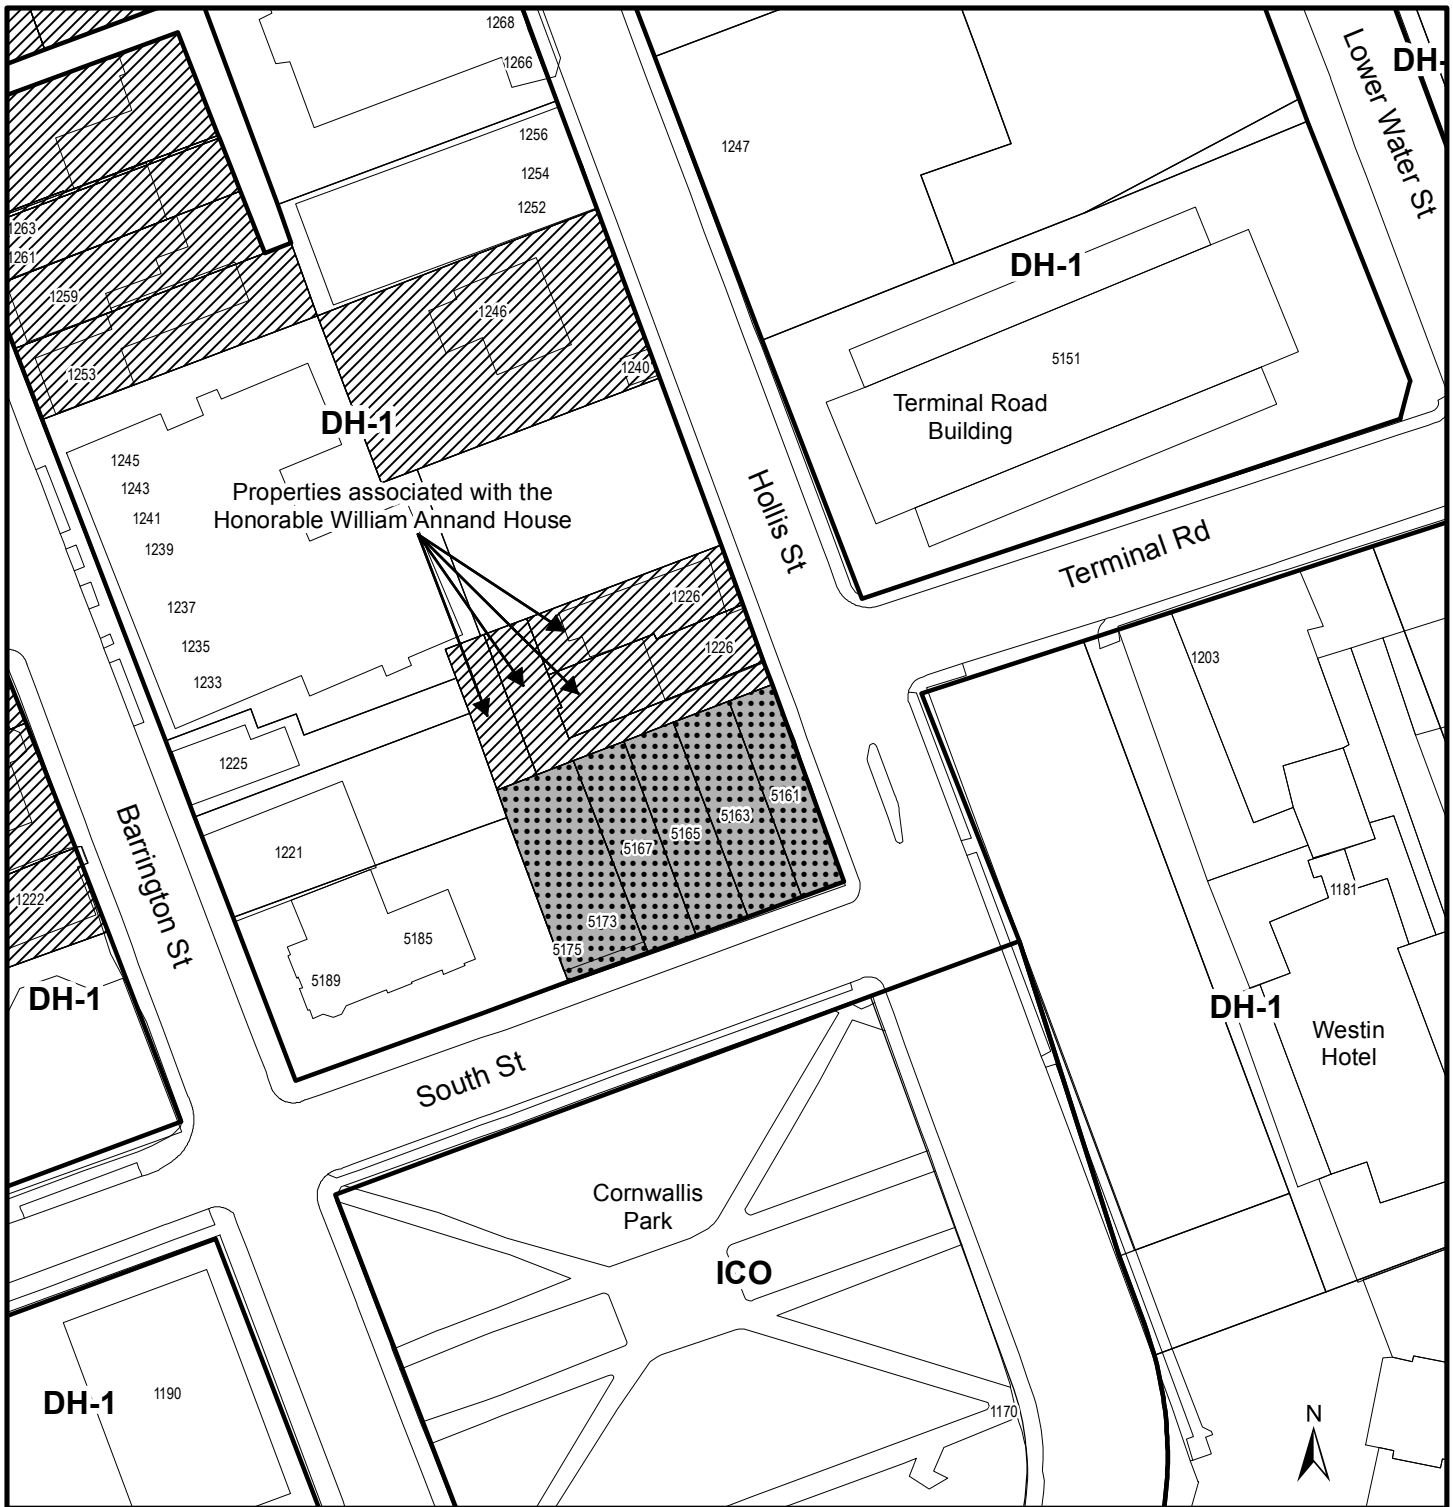 1268
1266
Lower Water St
DH-
1256
1254
1252
1247
1263
1261
1259
1253
1246
1240
DH-1
5151
Terminal Road
Building
DH-1
1245
1243
1241
1239
1237
1235
1233
Properties associated with the
Honorable William Annand House
Hollis St
Terminal Rd
1226
1226
1203
1225
1221
5161
5163
5165
5167
5173
5175
5185
5189
Barrington St
1222
DH-1
1181
DH-1
Westin
Hotel
South St
Cornwallis
Park
ICO
DH-1
1190
1170
N